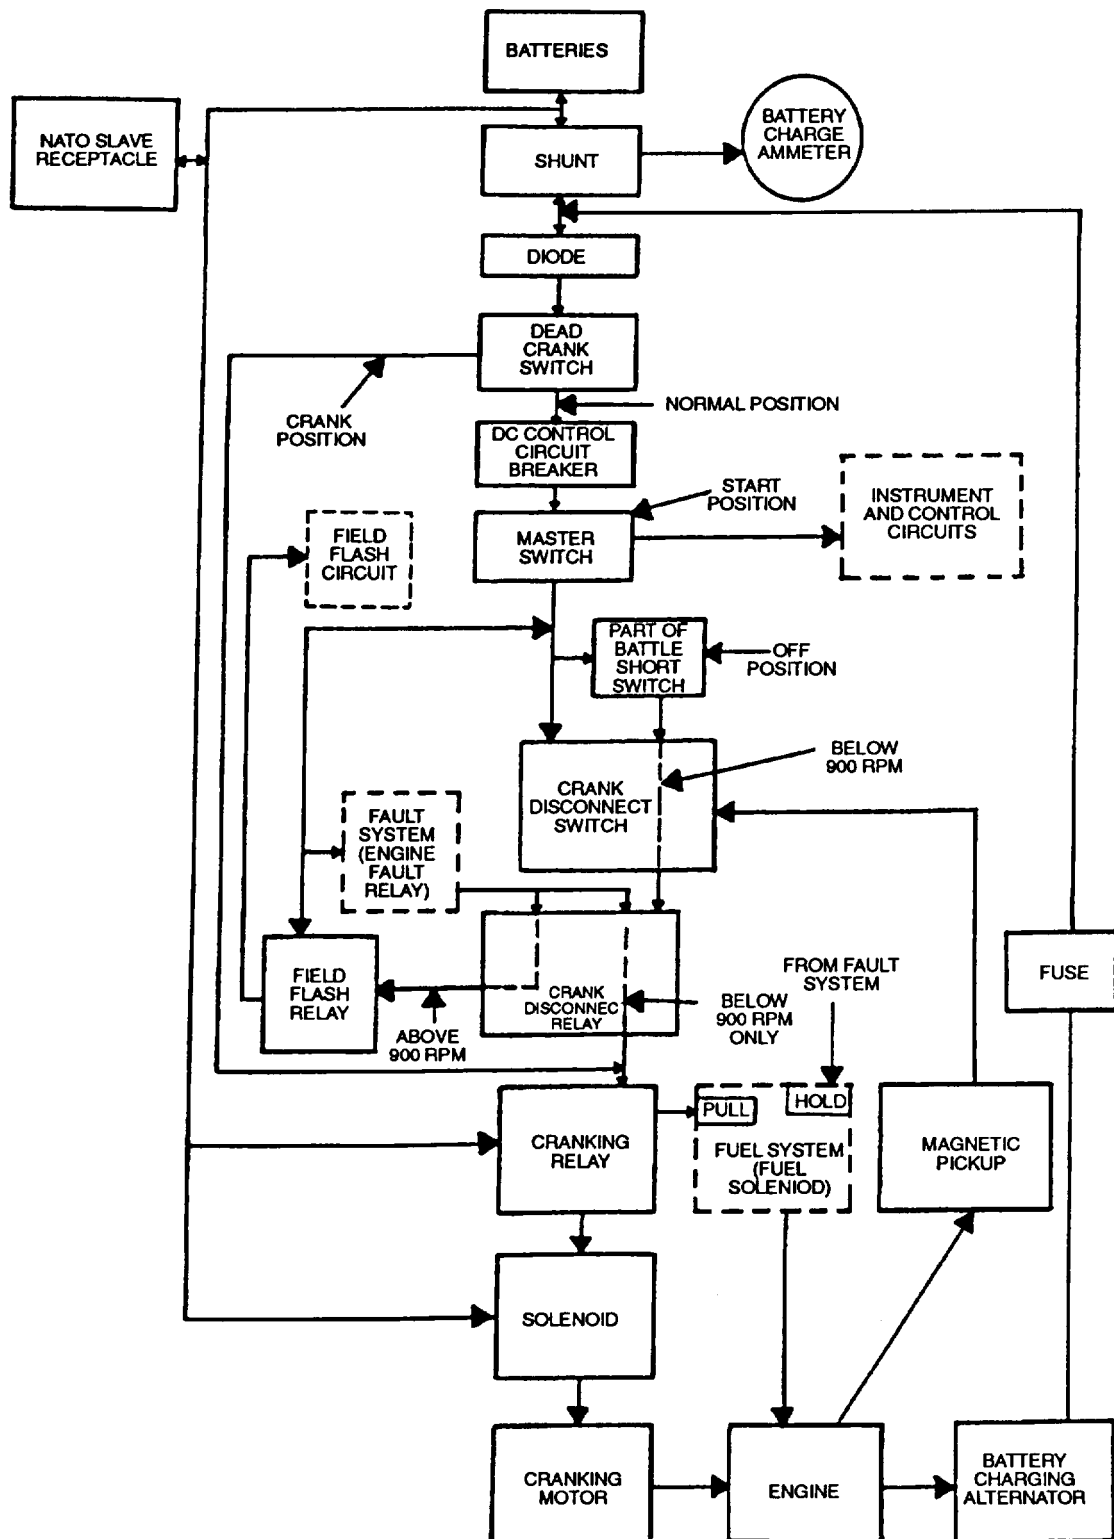 BATTERIES
NATO SLAVE
RECEPTACLE
SHUNT
BATTERY
CHARGE
AMMETER
DIODE
DEAD
CRANK
SWITCH
CRANK
POSITION
NORMAL POSITION
DC CONTROL
CIRCUIT
BREAKER
START
POSITION
INSTRUMENT
AND CONTROL
CIRCUITS
FIELD
FLASH
CIRCUIT
MASTER
SWITCH
PART OF
BATTLE
SHORT
SWITCH
OFF
POSITION
BELOW
900 RPM
CRANK
DISCONNECT
SWITCH
FAULT
SYSTEM
(ENGINE
FAULT
RELAY)
FIELD
FLASH
RELAY
ABOVE
900 RPM
CRANK
DISCONNEC
RELAY
BELOW
900 RPM
ONLY
FROM FAULT
SYSTEM
FUSE
CRANKING
RELAY
PULL
HOLD
FUEL SYSTEM
(FUEL
SOLENIOD)
MAGNETIC
PICKUP
SOLENOID
CRANKING
MOTOR
ENGINE
BATTERY
CHARGING
ALTERNATOR